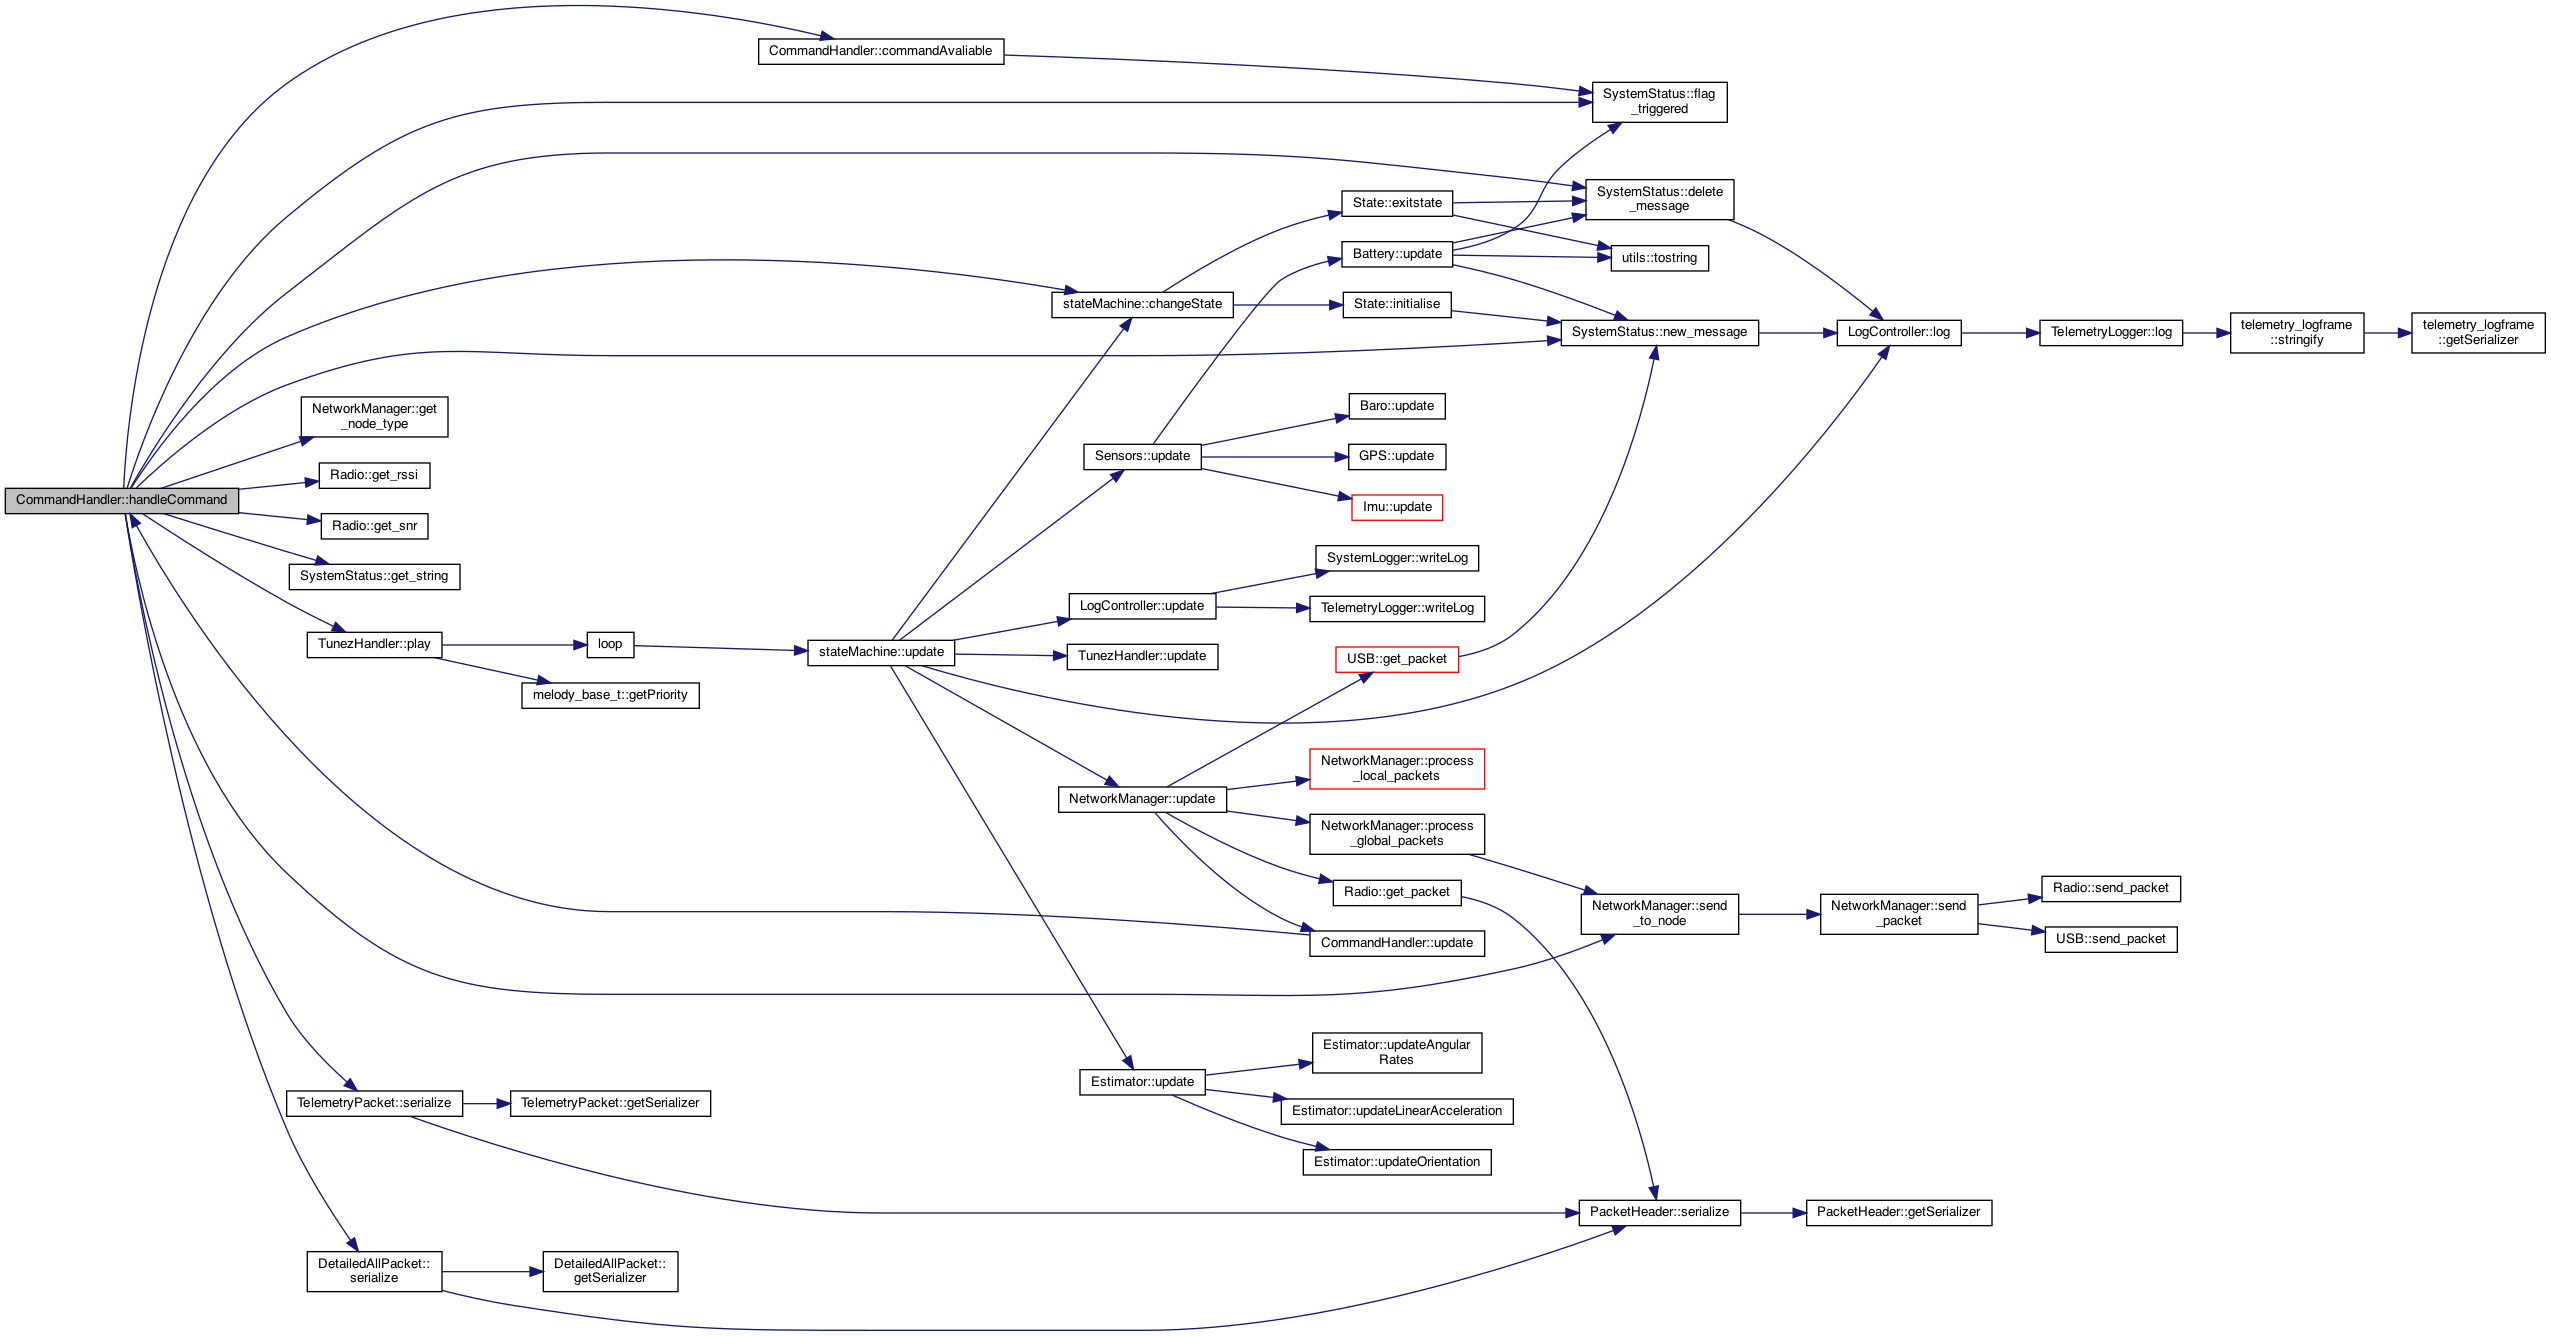 CommandHandler::commandAvaliable
SystemStatus::flag
_triggered
SystemStatus::delete
_message
State::exitstate
Battery::update
utils::tostring
stateMachine::changeState
State::initialise
SystemStatus::new_message
LogController::log
TelemetryLogger::log
telemetry_logframe
::stringify
telemetry_logframe
::getSerializer
NetworkManager::get
_node_type
Baro::update
Sensors::update
GPS::update
Radio::get_rssi
CommandHandler::handleCommand
Imu::update
Radio::get_snr
SystemLogger::writeLog
SystemStatus::get_string
LogController::update
TelemetryLogger::writeLog
TunezHandler::play
loop
stateMachine::update
TunezHandler::update
USB::get_packet
melody_base_t::getPriority
NetworkManager::process
_local_packets
NetworkManager::update
NetworkManager::process
_global_packets
Radio::get_packet
NetworkManager::send
_to_node
NetworkManager::send
_packet
Radio::send_packet
USB::send_packet
CommandHandler::update
Estimator::updateAngular
Rates
Estimator::update
TelemetryPacket::serialize
TelemetryPacket::getSerializer
Estimator::updateLinearAcceleration
Estimator::updateOrientation
PacketHeader::serialize
PacketHeader::getSerializer
DetailedAllPacket::
serialize
DetailedAllPacket::
getSerializer